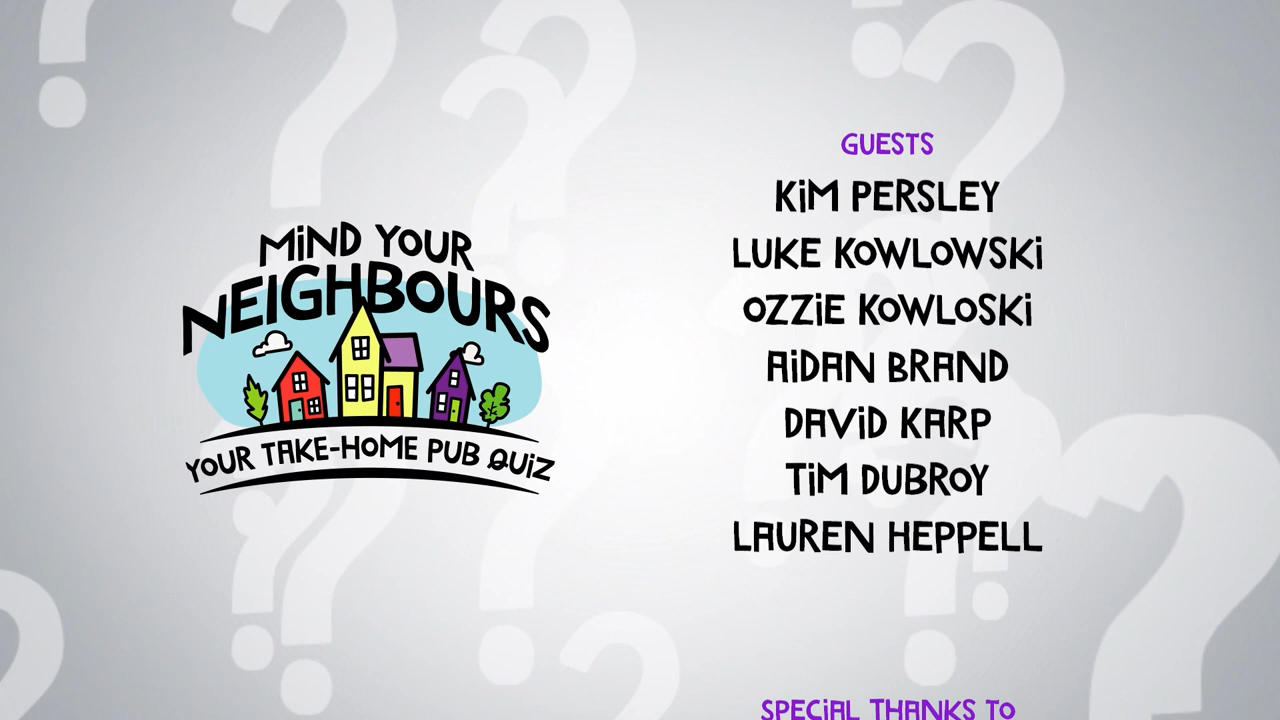 MiND YOUR
NEIGHBOURS
YOUR TAKE-HOME PUB QUiZ
GUESTS
KiM PERSLEY
LUKE KOWLOWSKi
OZZiE KOWLOSKi
AiDAN BRAND
DAViD KARP
TiM DUBROY
LAUREN HEPPELL
SPECiAL THANKS TO